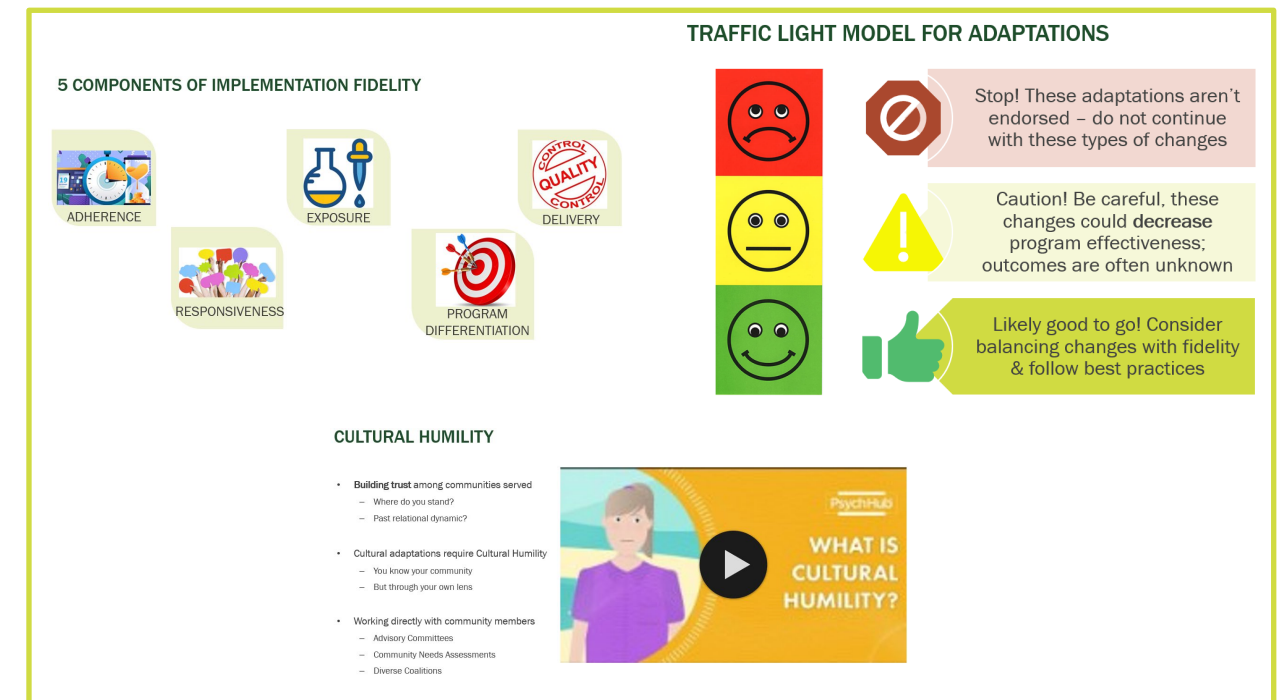 TRAFFIC LIGHT MODEL FOR ADAPTATIONS
5 COMPONENTS OF IMPLEMENTATION FIDELITY
19
ADHERENCE
EXPOSURE
CONTROL
QUALITY
CONTROL
DELIVERY
RESPONSIVENESS
PROGRAM
DIFFERENTIATION
Stop! These adaptations aren't
endorsed – do not continue
with these types of changes
Caution! Be careful, these
changes could decrease
program effectiveness;
outcomes are often unknown
Likely good to go! Consider
balancing changes with fidelity
& follow best practices
CULTURAL HUMILITY
• Building trust among communities served
– Where do you stand?
– Past relational dynamic?
• Cultural adaptations require Cultural Humility
– You know your community
– But through your own lens
• Working directly with community members
– Advisory Committees
– Community Needs Assessments
– Diverse Coalitions
PsychHub
WHAT IS
CULTURAL
HUMILITY?